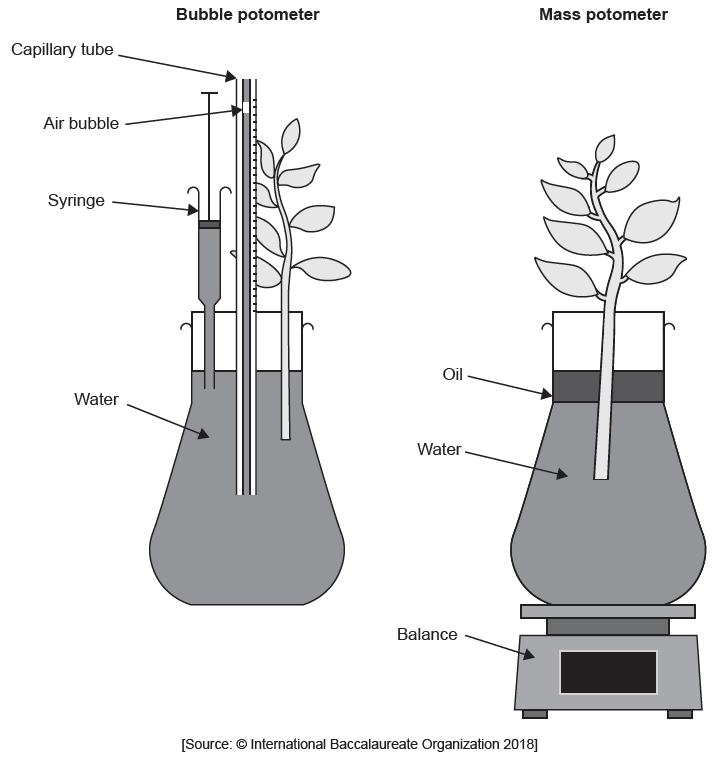 Bubble potometer
Mass potometer
Capillary tube
Air bubble
Syringe
Water
Oil
Water
Balance
[Source: © International Baccalaureate Organization 2018]